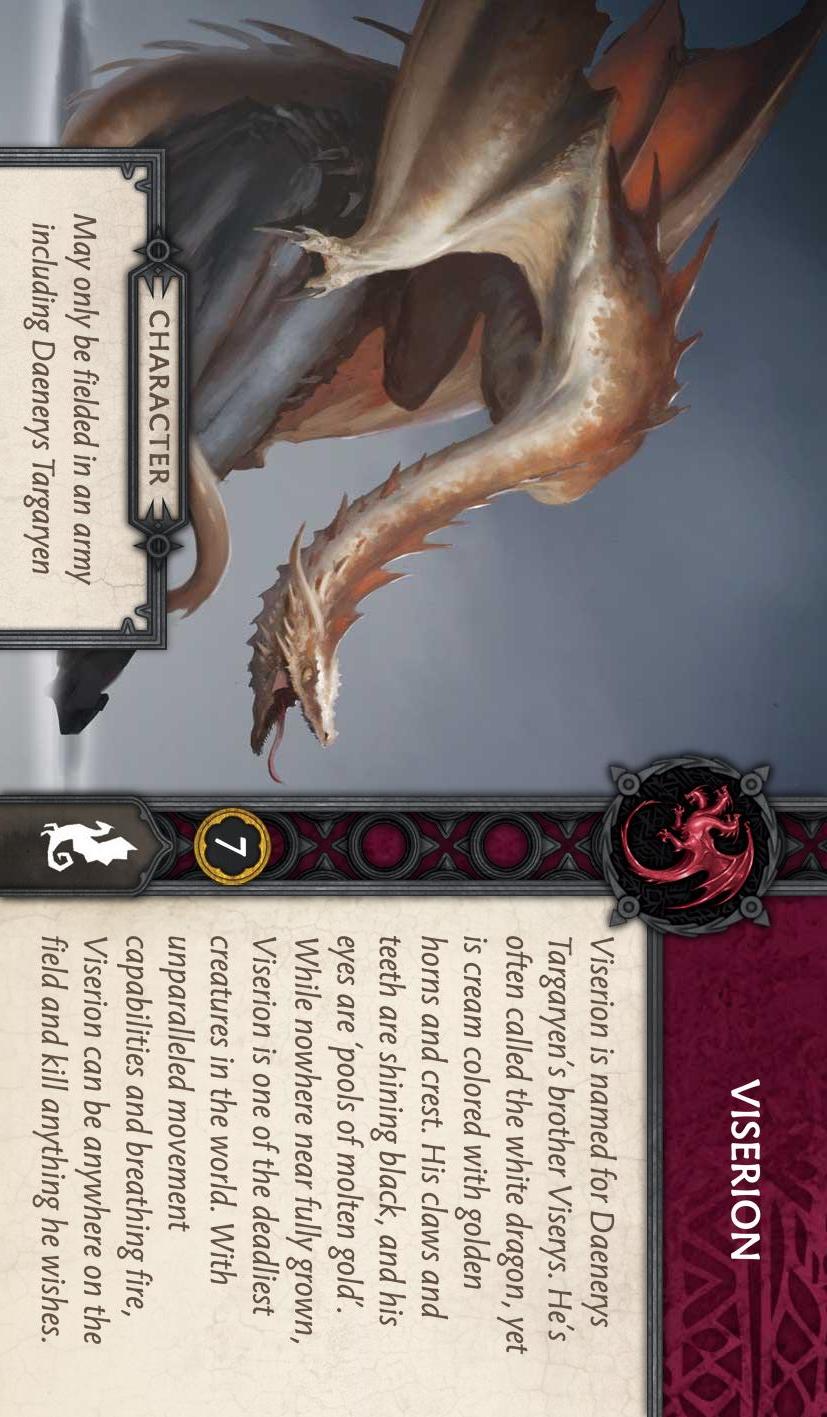 VISERION
Viserion is named for Daenerys
Targaryen's brother Viserys. He's
often called the white dragon, yet
is cream colored with golden
horns and crest. His claws and
teeth are shining black, and his
eyes are 'pools of molten gold'.
While nowhere near fully grown,
Viserion is one of the deadliest
creatures in the world. With
unparalleled movement
capabilities and breathing fire,
Viserion can be anywhere on the
field and kill anything he wishes.
7
CHARACTER
May only be fielded in an army
including Daenerys Targaryen